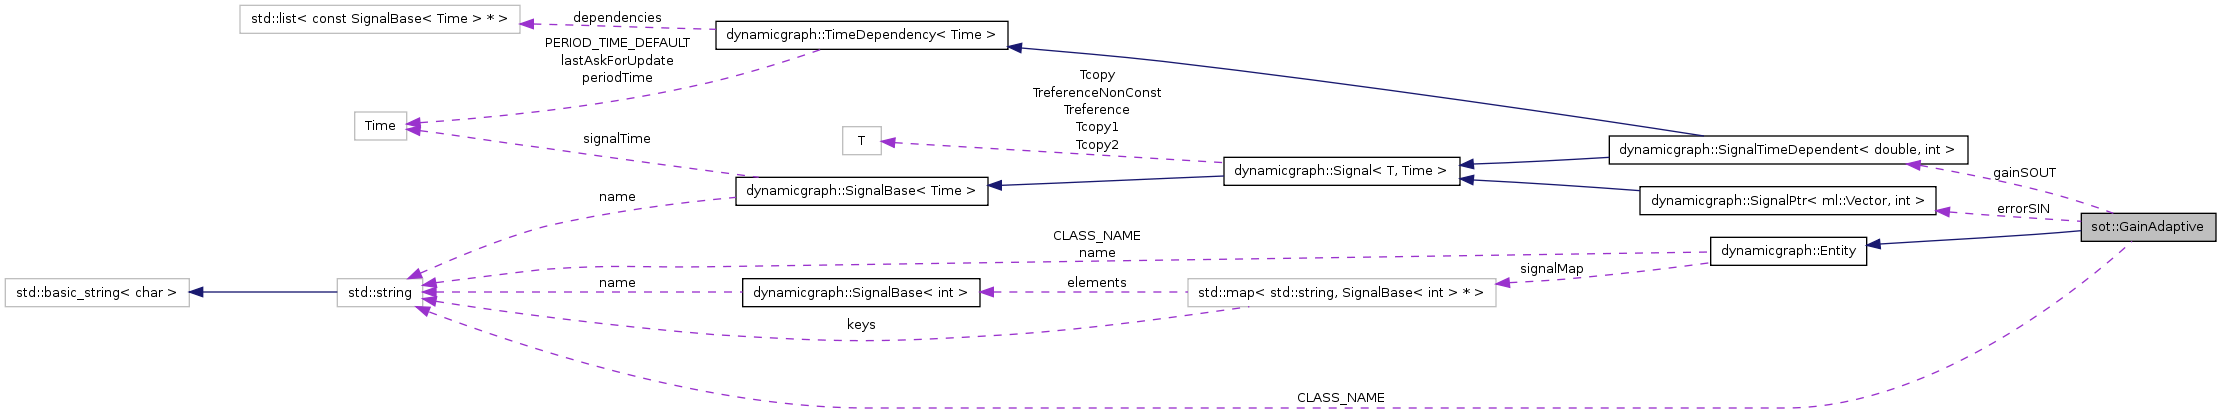 std::list< const SignalBase< Time > * >
dependencies
dynamicgraph::TimeDependency< Time >
PERIOD_TIME_DEFAULT
lastAskForUpdate
periodTime
Tcopy
TreferenceNonConst
Treference
Tcopy1
Tcopy2
Time
signalTime
T
dynamicgraph::SignalTimeDependent< double, int >
dynamicgraph::Signal< T, Time >
gainSOUT
dynamicgraph::SignalBase< Time >
name
dynamicgraph::SignalPtr< ml::Vector, int >
errorSIN
sot::GainAdaptive
CLASS_NAME
name
dynamicgraph::Entity
signalMap
std::basic_string< char >
std::string
name
dynamicgraph::SignalBase< int >
elements
std::map< std::string, SignalBase< int > * >
keys
CLASS_NAME